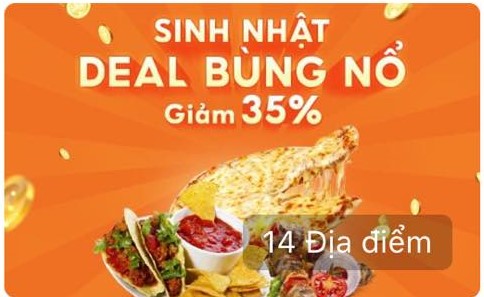 SINH NHẬT
DEAL BÙNG NỔ
Giảm 35%
14 Địa điểm